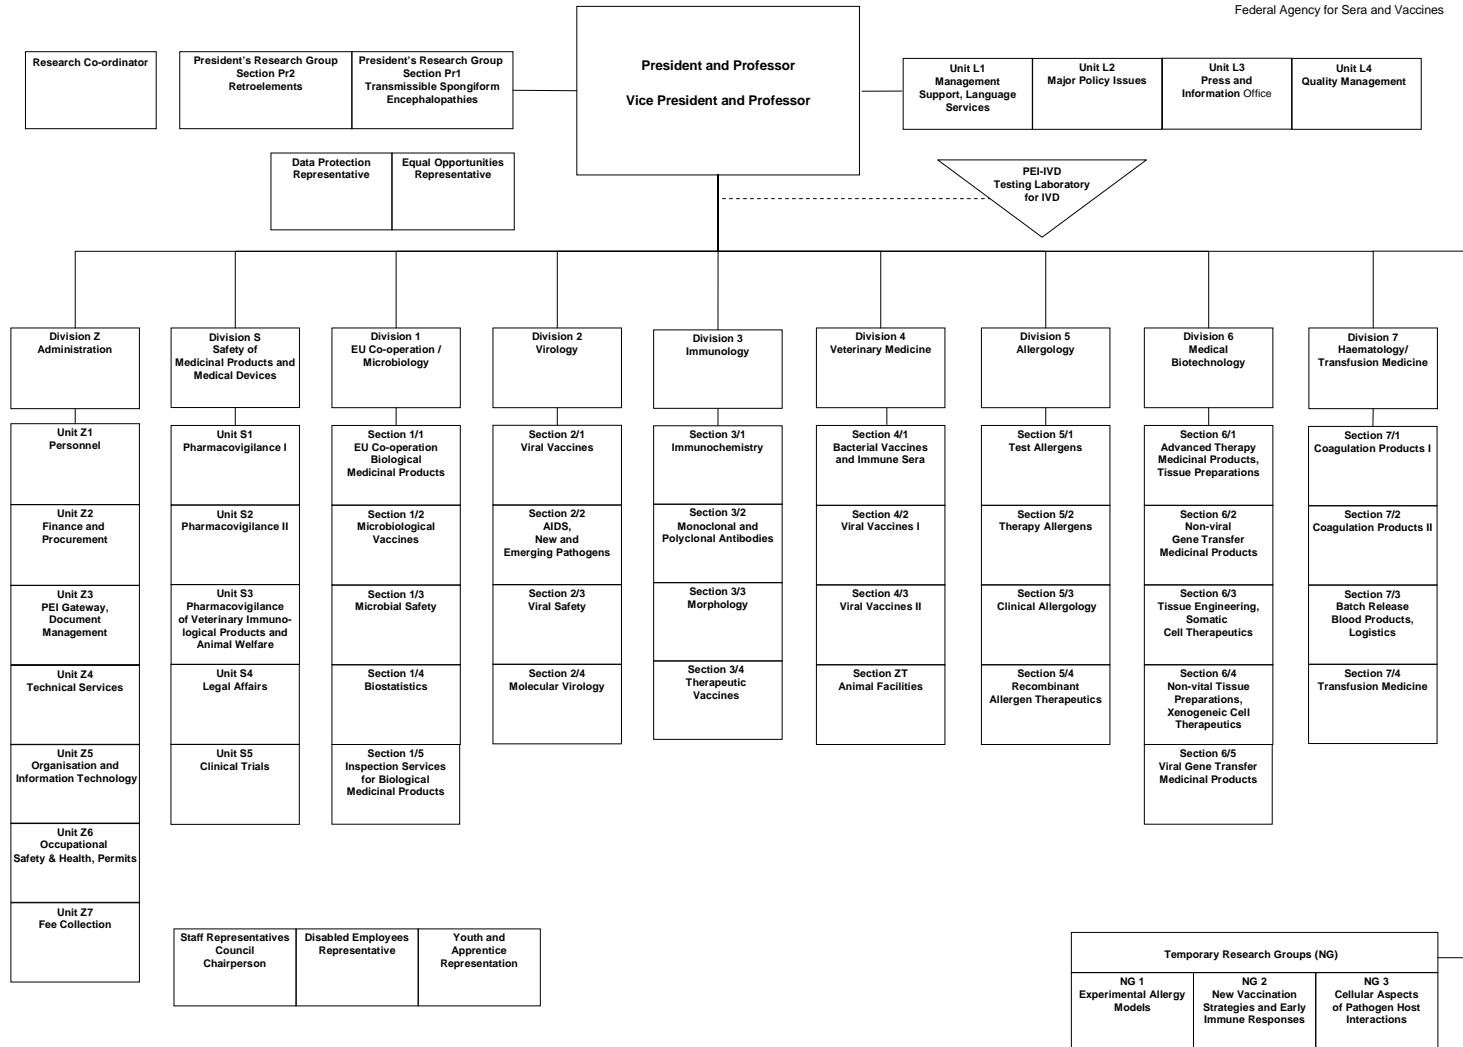 Federal Agency for Sera and Vaccines
Research Co-ordinator
President's Research Group
Section Pr2
Retroelements
President's Research Group
Section Pr1
Transmissible Spongiform
Encephalopathies
President and Professor
Vice President and Professor
Unit L1
Management
Support, Language
Services
Unit L2
Major Policy Issues
Unit L3
Press and
Information Office
Unit L4
Quality Management
Data Protection
Representative
Equal Opportunities
Representative
PEI-IVD
Testing Laboratory
for IVD
Division Z
Administration
Division S
Safety of
Medicinal Products and
Medical Devices
Division 1
EU Co-operation /
Microbiology
Division 2
Virology
Division 3
Immunology
Division 4
Veterinary Medicine
Division 5
Allergology
Division 6
Medical
Biotechnology
Division 7
Haematology/
Transfusion Medicine
Unit Z1
Personnel
Unit S1
Pharmacovigilance I
Section 1/1
EU Co-operation
Biological
Medicinal Products
Section 2/1
Viral Vaccines
Section 3/1
Immunochemistry
Section 4/1
Bacterial Vaccines
and Immune Sera
Section 5/1
Test Allergens
Section 6/1
Advanced Therapy
Medicinal Products,
Tissue Preparations
Section 7/1
Coagulation Products I
Unit Z2
Finance and
Procurement
Unit S2
Pharmacovigilance II
Section 1/2
Microbiological
Vaccines
Section 2/2
AIDS,
New and
Emerging Pathogens
Section 3/2
Monoclonal and
Polyclonal Antibodies
Section 4/2
Viral Vaccines I
Section 5/2
Therapy Allergens
Section 6/2
Non-viral
Gene Transfer
Medicinal Products
Section 7/2
Coagulation Products II
Unit Z3
PEI Gateway,
Document
Management
Unit S3
Pharmacovigilance
of Veterinary Immuno-
logical Products and
Animal Welfare
Section 1/3
Microbial Safety
Section 2/3
Viral Safety
Section 3/3
Morphology
Section 4/3
Viral Vaccines II
Section 5/3
Clinical Allergology
Section 6/3
Tissue Engineering,
Somatic
Cell Therapeutics
Section 7/3
Batch Release
Blood Products,
Logistics
Unit Z4
Technical Services
Unit S4
Legal Affairs
Section 1/4
Biostatistics
Section 2/4
Molecular Virology
Section 3/4
Therapeutic
Vaccines
Section ZT
Animal Facilities
Section 5/4
Recombinant
Allergen Therapeutics
Section 6/4
Non-vital Tissue
Preparations,
Xenogeneic Cell
Therapeutics
Section 7/4
Transfusion Medicine
Unit Z5
Organisation and
Information Technology
Unit S5
Clinical Trials
Section 1/5
Inspection Services
for Biological
Medicinal Products
Section 6/5
Viral Gene Transfer
Medicinal Products
Unit Z6
Occupational
Safety & Health, Permits
Unit Z7
Fee Collection
Staff Representatives
Council
Chairperson
Disabled Employees
Representative
Youth and
Apprentice
Representation
Temporary Research Groups (NG)
NG 1
Experimental Allergy
Models
NG 2
New Vaccination
Strategies and Early
Immune Responses
NG 3
Cellular Aspects
of Pathogen Host
Interactions